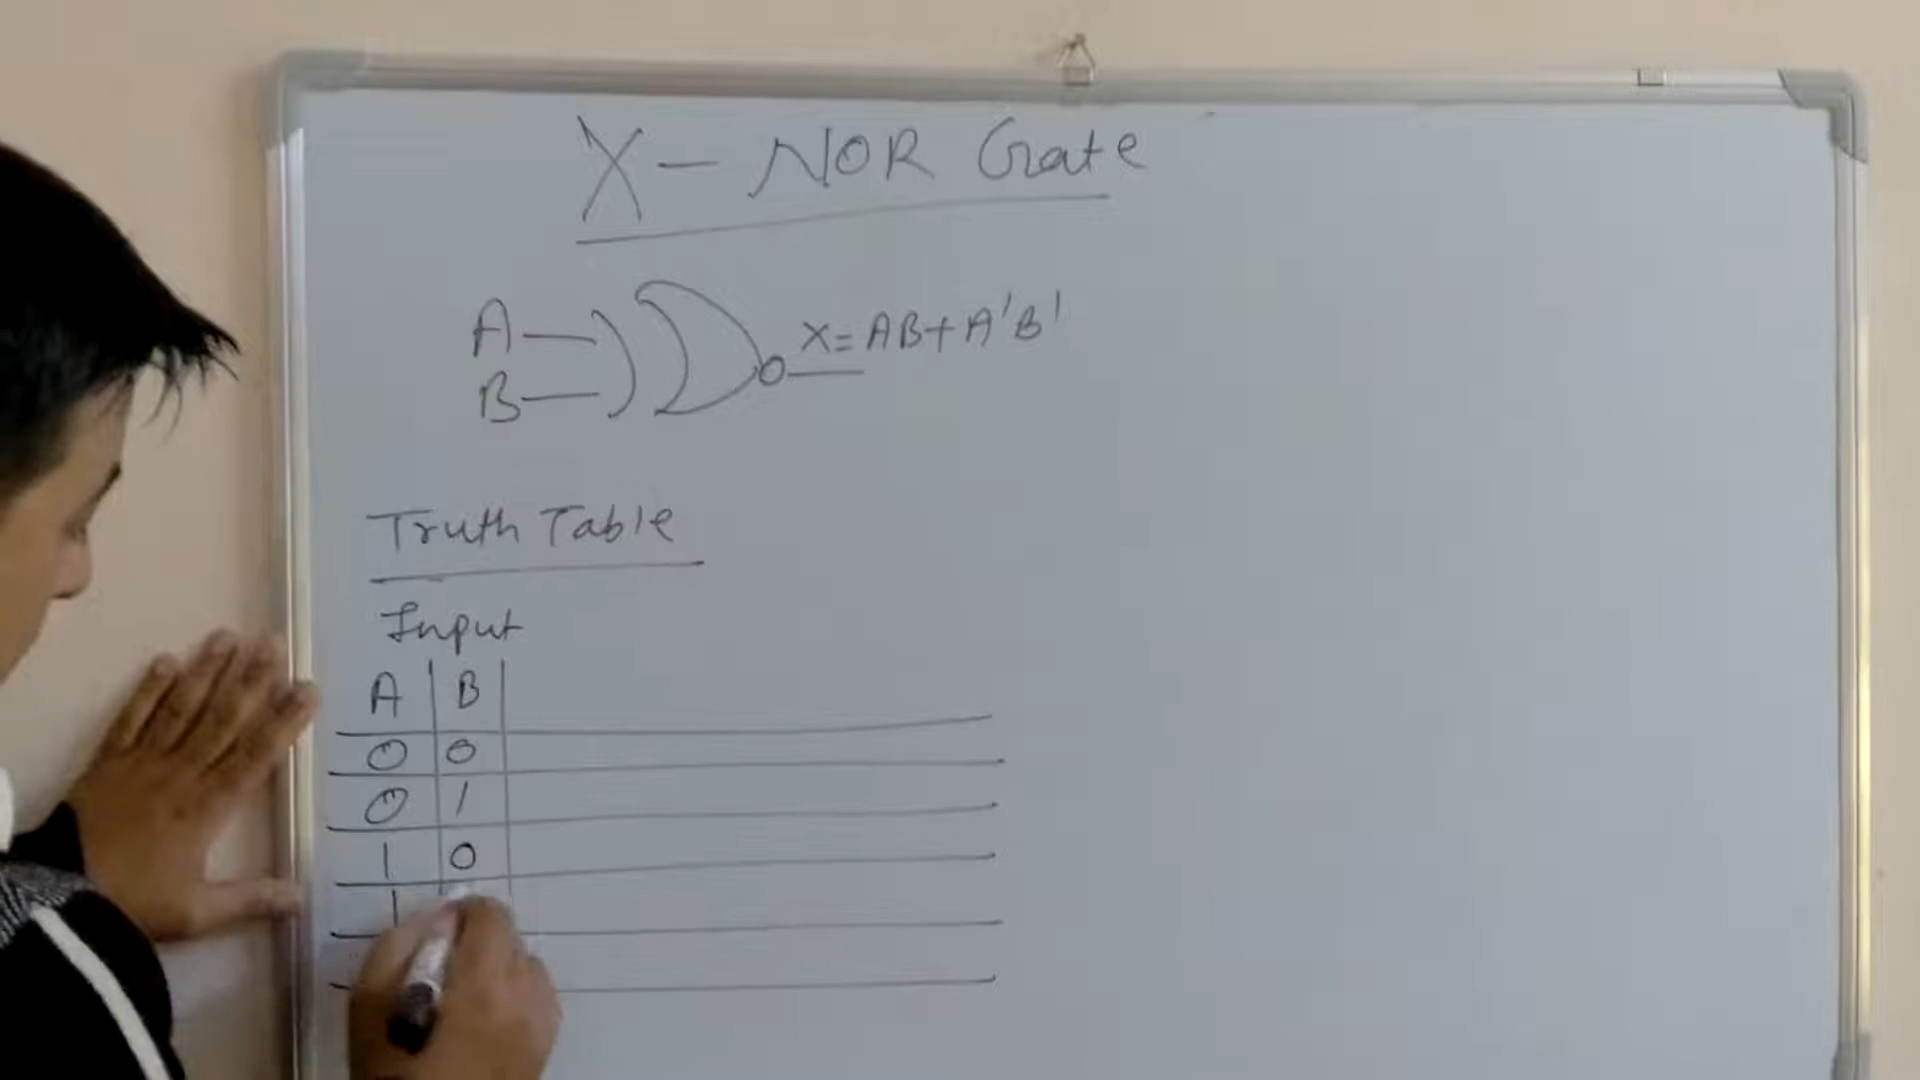 X - NOR Gate
A
B
X = AB + A'B'
Truth Table
Input
A B
0 0
0 1
1 0
1